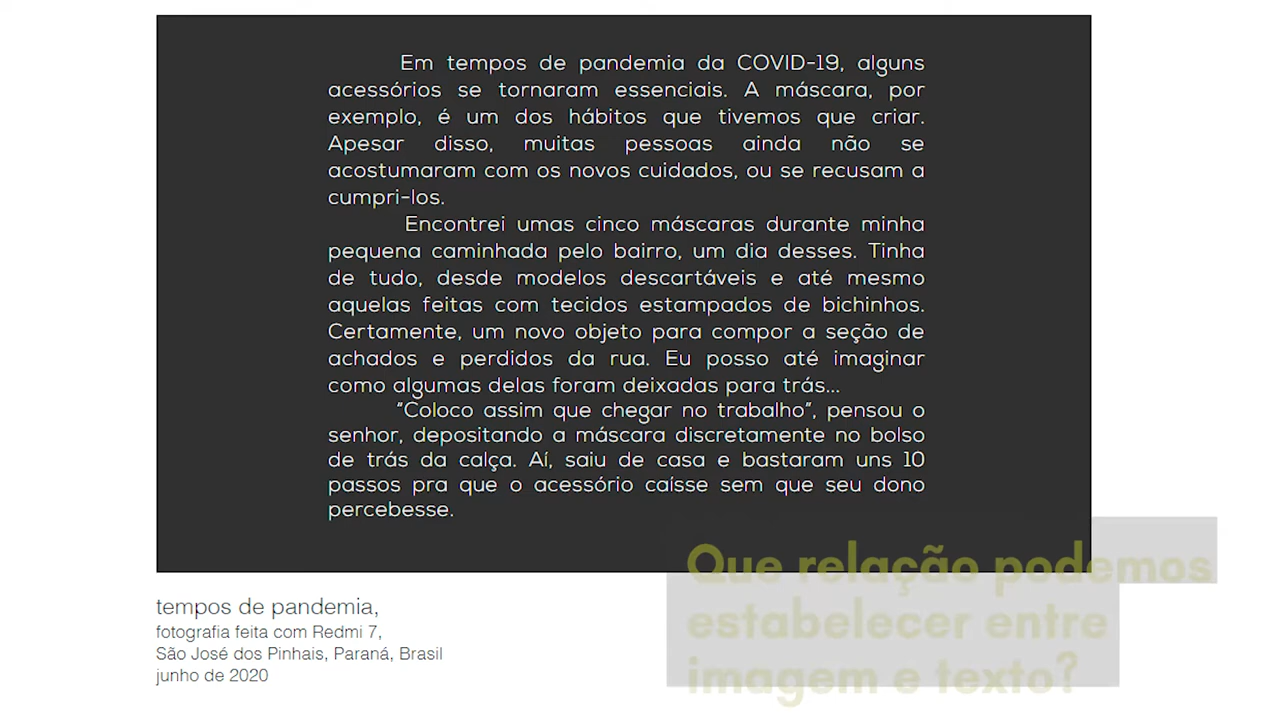 Em tempos de pandemia da COVID-19, alguns
acessórios se tornaram essenciais. A máscara, por
exemplo, é um dos hábitos que tivemos que criar.
Apesar disso, muitas pessoas ainda não se
acostumaram com os novos cuidados, ou se recusam a
cumpri-los.
Encontrei umas cinco máscaras durante minha
pequena caminhada pelo bairro, um dia desses. Tinha
de tudo, desde modelos descartáveis e até mesmo
aquelas feitas com tecidos estampados de bichinhos.
Certamente, um novo objeto para compor a seção de
achados e perdidos da rua. Eu posso até imaginar
como algumas delas foram deixadas para trás...
"Coloco assim que chegar no trabalho", pensou o
senhor, depositando a máscara discretamente no bolso
de trás da calça. Aí, saiu de casa e bastaram uns 10
passos pra que o acessório caísse sem que seu dono
percebesse.
tempos de pandemia,
fotografia feita com Redmi 7,
São José dos Pinhais, Paraná, Brasil
junho de 2020
Que relação podemos
estabelecer entre
imagem e texto?